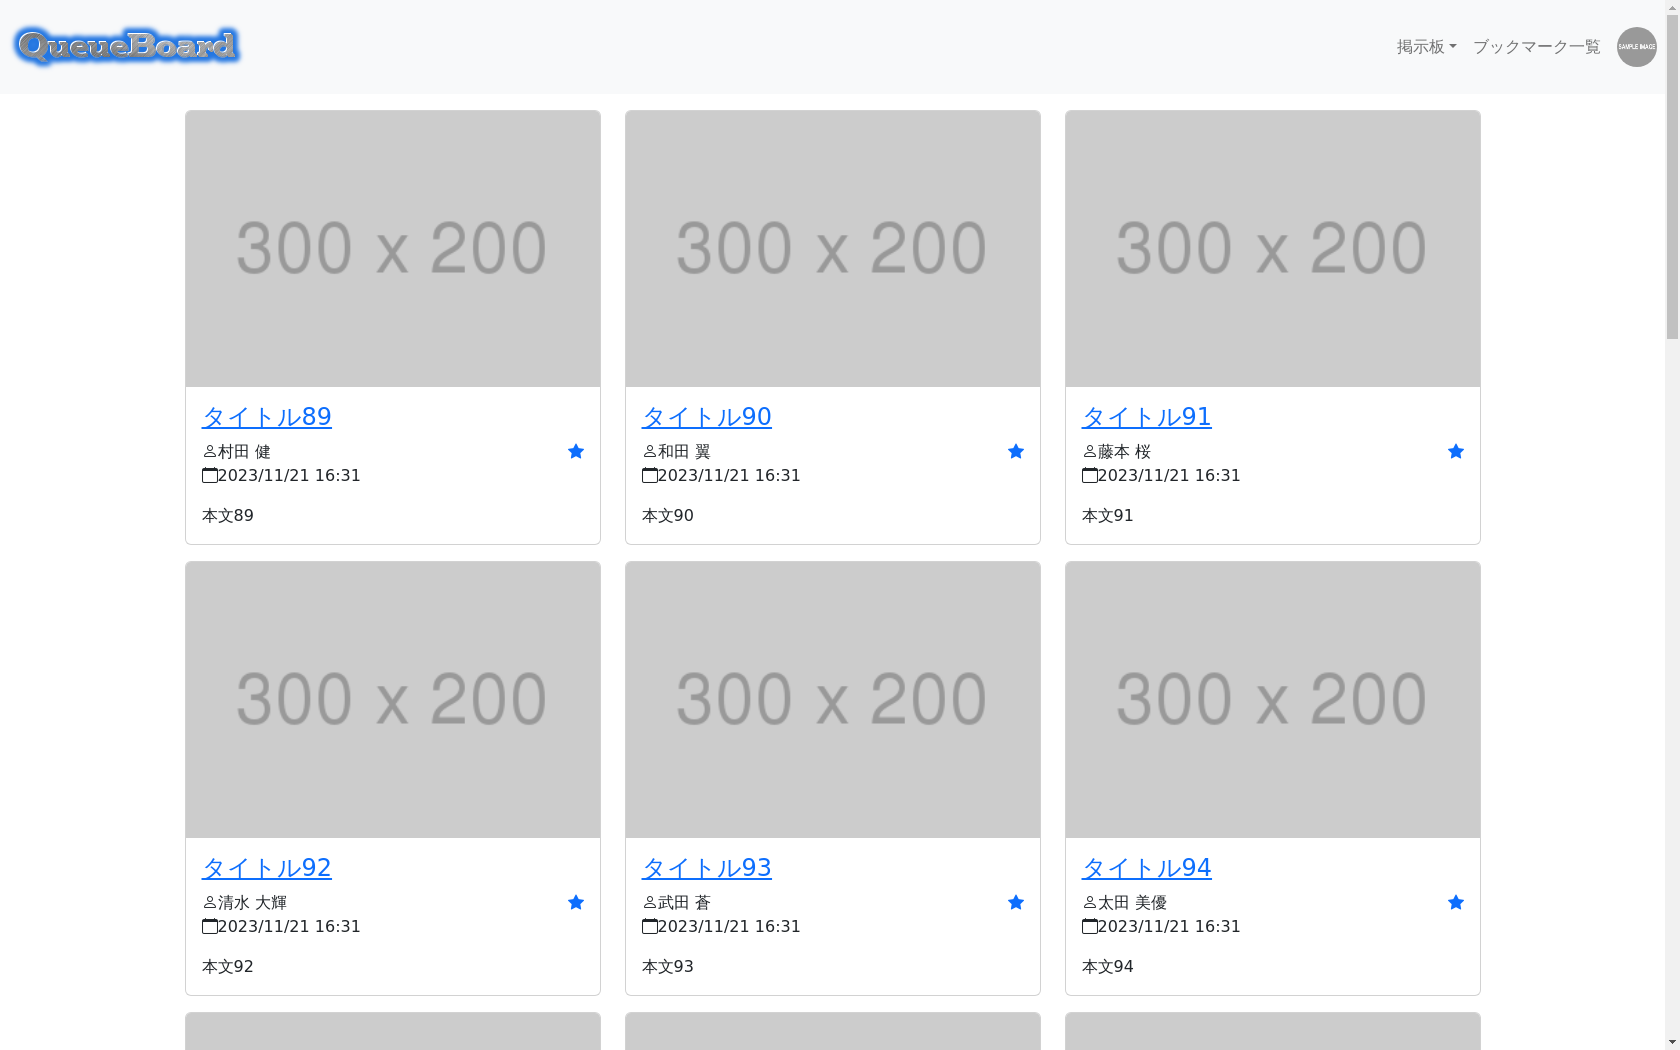 QueueBoard
掲示板 ブックマーク一覧 SAMPLE IMAGE
300 x 200
300 x 200
300 x 200
タイトル89
村田 健
2023/11/21 16:31
本文89
タイトル90
和田 翼
2023/11/21 16:31
本文90
タイトル91
藤本 桜
2023/11/21 16:31
本文91
300 x 200
300 x 200
300 x 200
タイトル92
清水 大輝
2023/11/21 16:31
本文92
タイトル93
武田 蒼
2023/11/21 16:31
本文93
タイトル94
太田 美優
2023/11/21 16:31
本文94